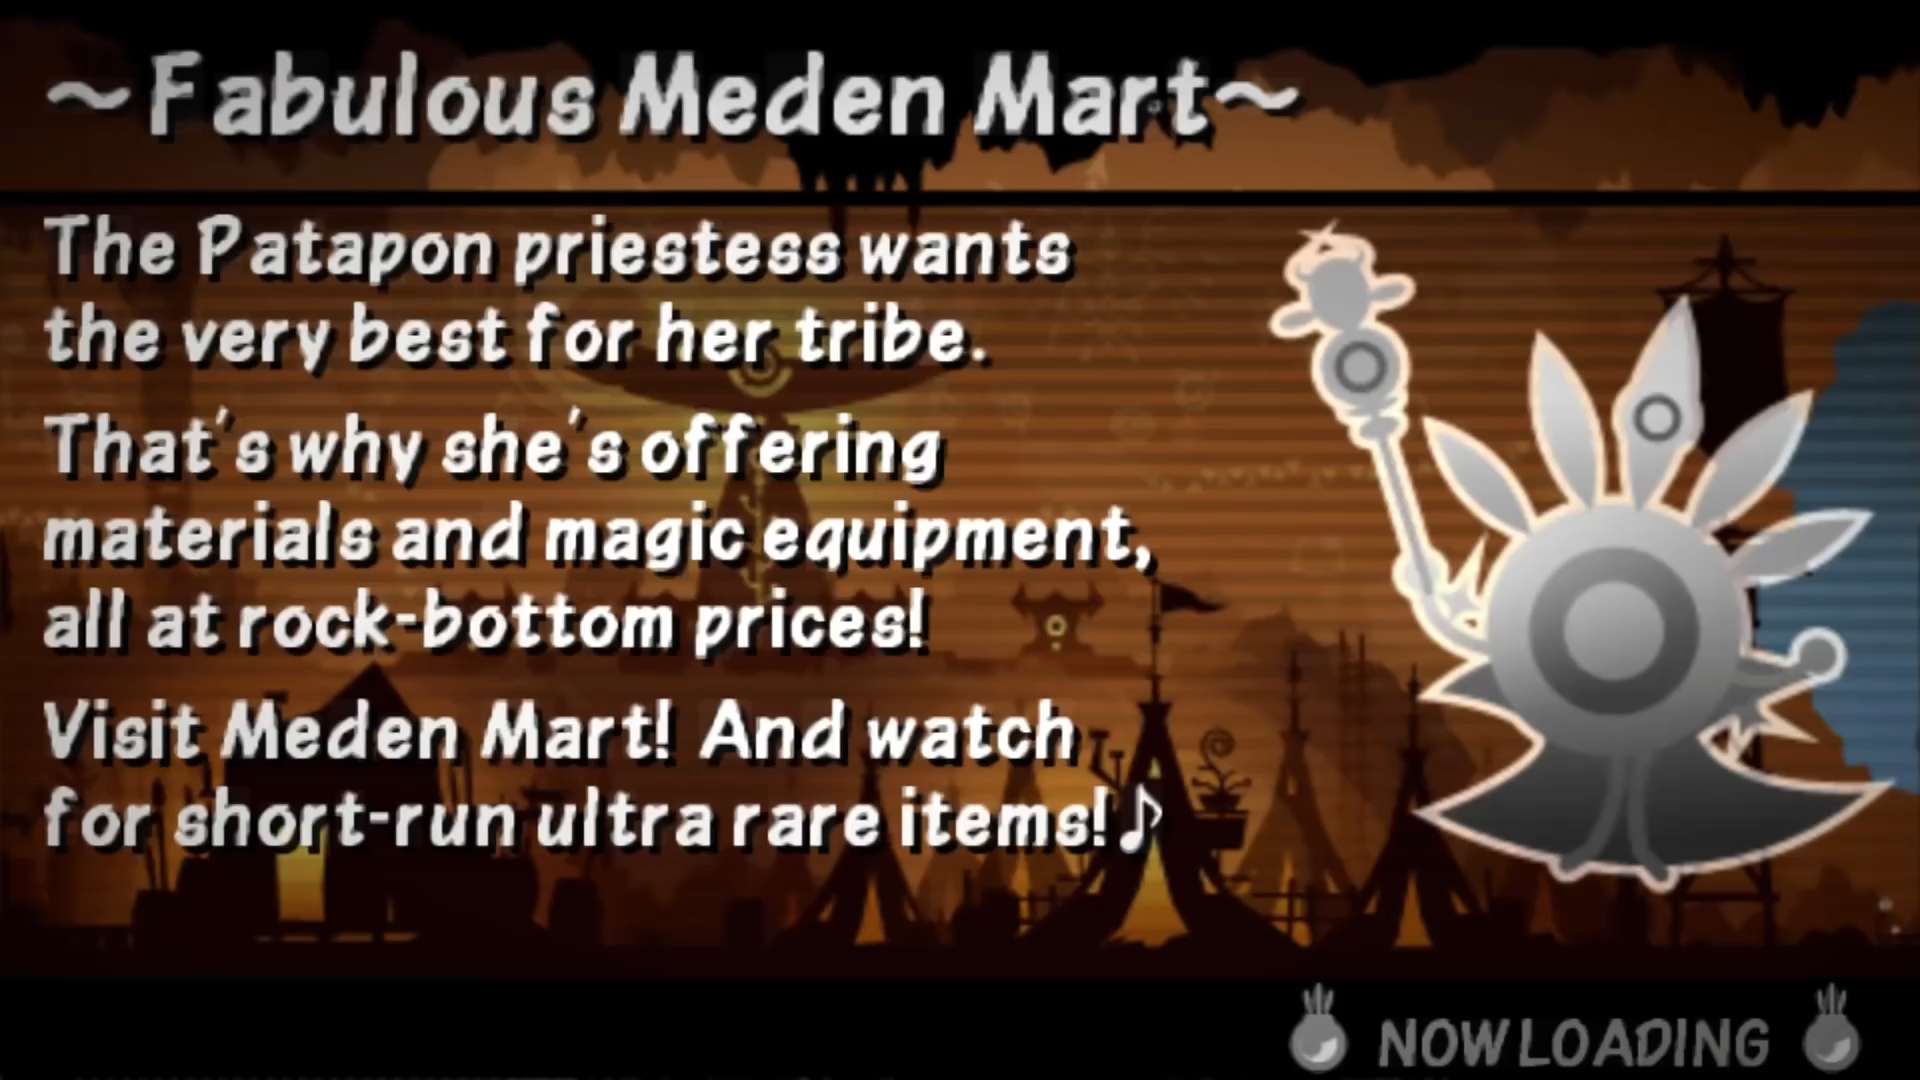 ~Fabulous Meden Mart~
The Patapon priestess wants
the very best for her tribe.
That's why she's offering
materials and magic equipment,
all at rock-bottom prices!
Visit Meden Mart! And watch
for short-run ultra rare items!♪
NOW LOADING